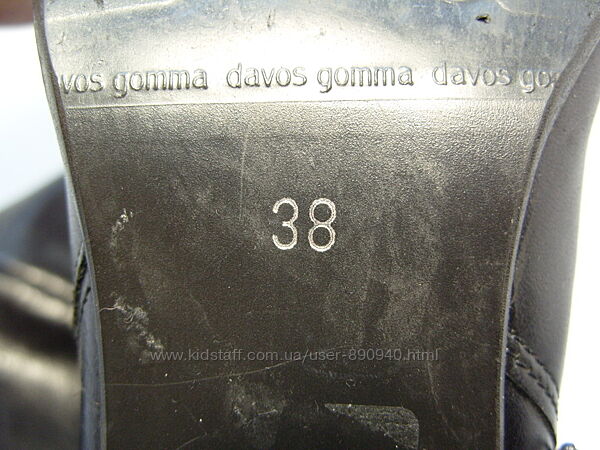 vos gomma davos gomma davos go
38
www.kidstaff.com.ua/user-890940.html